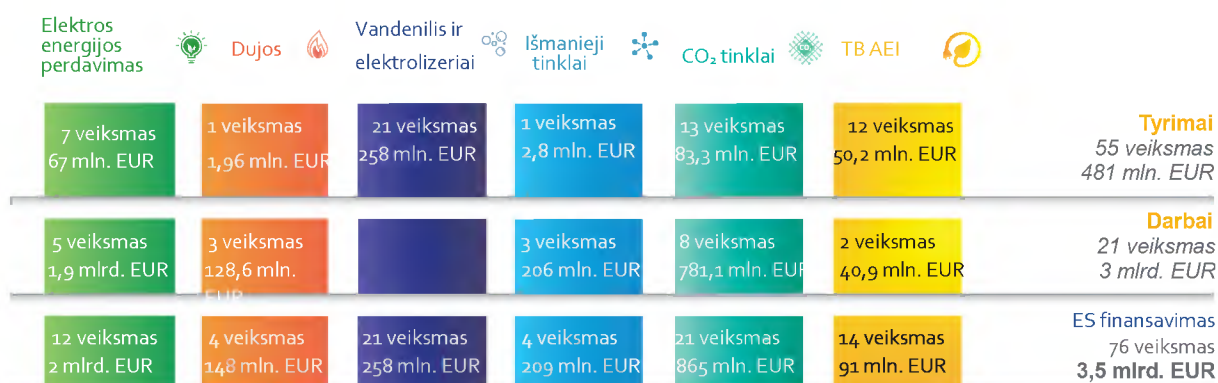 Elektros
energijos
perdavimas
Dujos
Vandenilis ir
elektrolizeriai
Išmanieji
tinklai
CO₂ tinklai
CO₂
TB AEI
7 veiksmas
67 mln. EUR
1 veiksmas
1,96 mln. EUR
21 veiksmas
258 mln. EUR
1 veiksmas
2,8 mln. EUR
13 veiksmas
83,3 mln. EUR
12 veiksmas
50,2 mln. EUR
Tyrimai
55 veiksmas
481 mln. EUR
5 veiksmas
1,9 mlrd. EUR
3 veiksmas
128,6 mln.
EUR
3 veiksmas
206 mln. EUR
8 veiksmas
781,1 mln. EUR
2 veiksmas
40,9 mln. EUR
Darbai
21 veiksmas
3 mlrd. EUR
12 veiksmas
2 mlrd. EUR
4 veiksmas
148 mln. EUR
21 veiksmas
258 mln. EUR
4 veiksmas
209 mln. EUR
21 veiksmas
865 mln. EUR
14 veiksmas
91 mln. EUR
ES finansavimas
76 veiksmas
3,5 mlrd. EUR